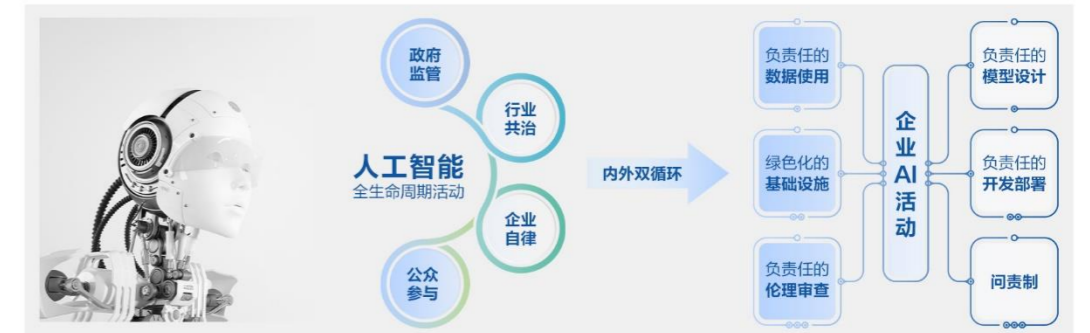 政府
监管
行业
共治
人工智能
全生命周期活动
企业
自律
公众
参与
内外双循环
负责任的
数据使用
绿色化的
基础设施
负责任的
伦理审查
企业AI活动
负责任的
模型设计
负责任的
开发部署
问责制